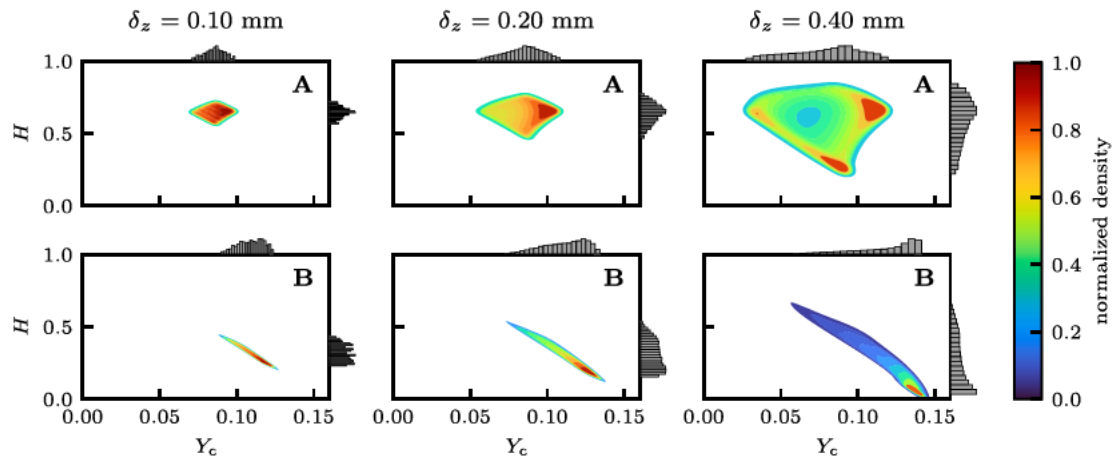 δz = 0.10 mm δz = 0.20 mm δz = 0.40 mm
1.0 A A A 1.0
H 0.5 0.8
0.0 0.6
1.0 B B B
H 0.5 0.4
0.2
0.0 0.0
0.00 0.05 0.10 0.15 0.00 0.05 0.10 0.15 0.00 0.05 0.10 0.15
Yc Yc Yc
normalized density